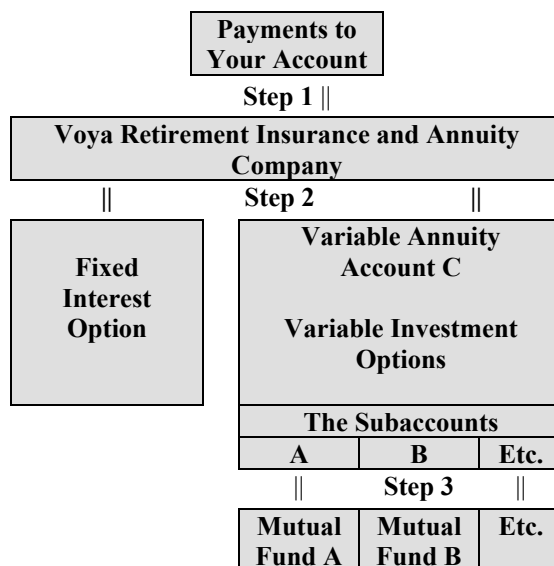 Payments to
Your Account
Step 1 ||
Voya Retirement Insurance and Annuity
Company
|| Step 2 ||
Fixed
Interest
Option
Variable Annuity
Account C
Variable Investment
Options
The Subaccounts
A B Etc.
|| Step 3 ||
Mutual Mutual Etc.
Fund A Fund B